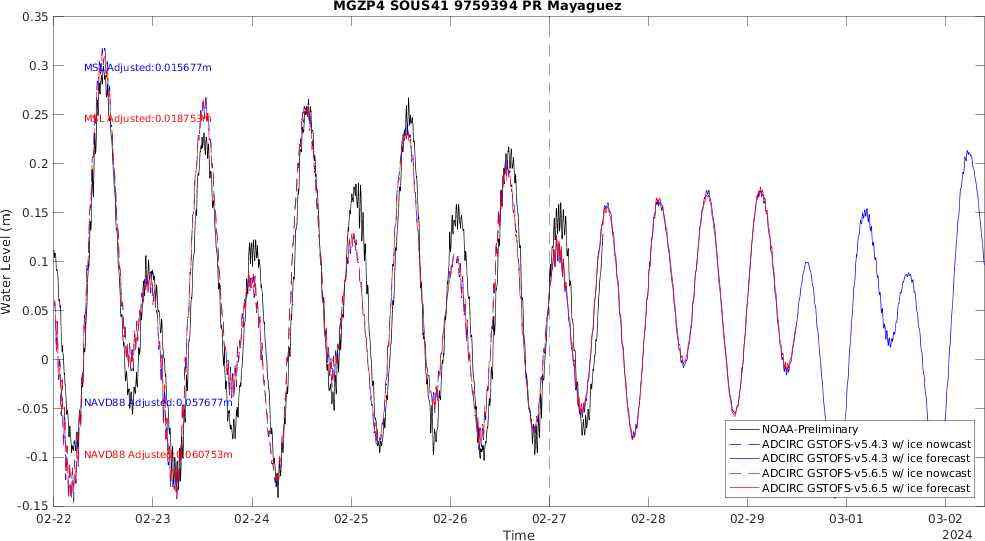 MGZP4 SOUS41 9759394 PR Mayaguez
0.35
0.3
0.25
0.2
0.15
0.1
0.05
0
-0.05
-0.1
-0.15
Water Level (m)
MSL Adjusted:0.015677m
MSL Adjusted:0.018753m
NAVD88 Adjusted:0.057677m
NAVD88 Adjusted:0.060753m
NOAA-Preliminary
ADCIRC GSTOFS-v5.4.3 w/ ice nowcast
ADCIRC GSTOFS-v5.4.3 w/ ice forecast
ADCIRC GSTOFS-v5.6.5 w/ ice nowcast
ADCIRC GSTOFS-v5.6.5 w/ ice forecast
02-22 02-23 02-24 02-25 02-26 02-27 02-28 02-29 03-01 03-02
Time
2024